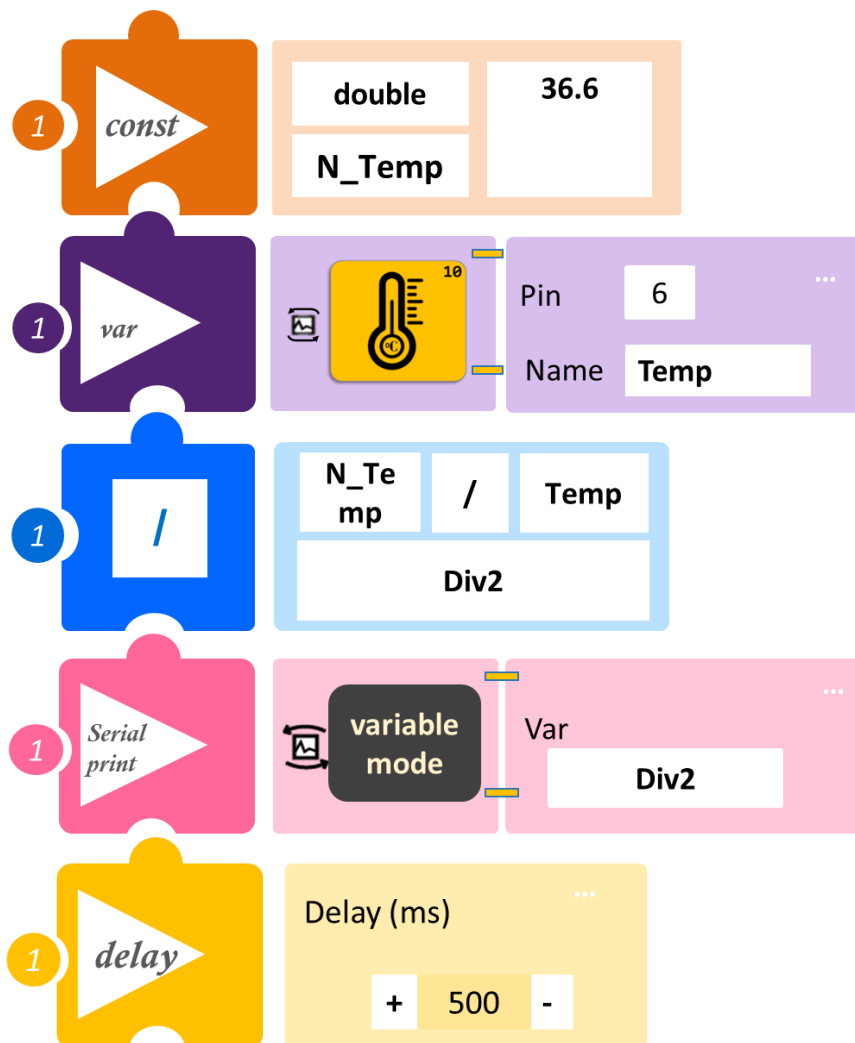 1
const
double
36.6
N_Temp
1
var
10
°C
Pin
6
...
Name
Temp
1
/
N_Te
mp
/
Temp
Div2
1
Serial
print
variable
mode
...
Var
Div2
1
delay
...
Delay (ms)
+ 500 -